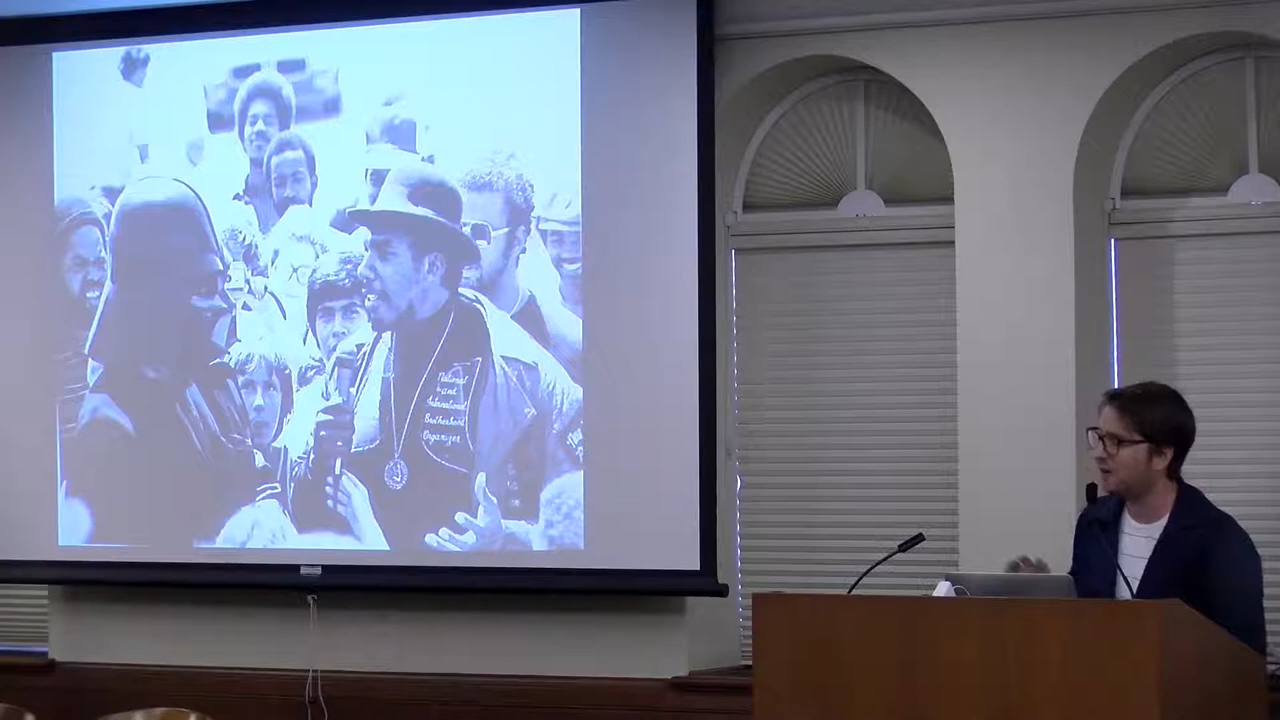 National
and
International
Brotherhood
Organizer